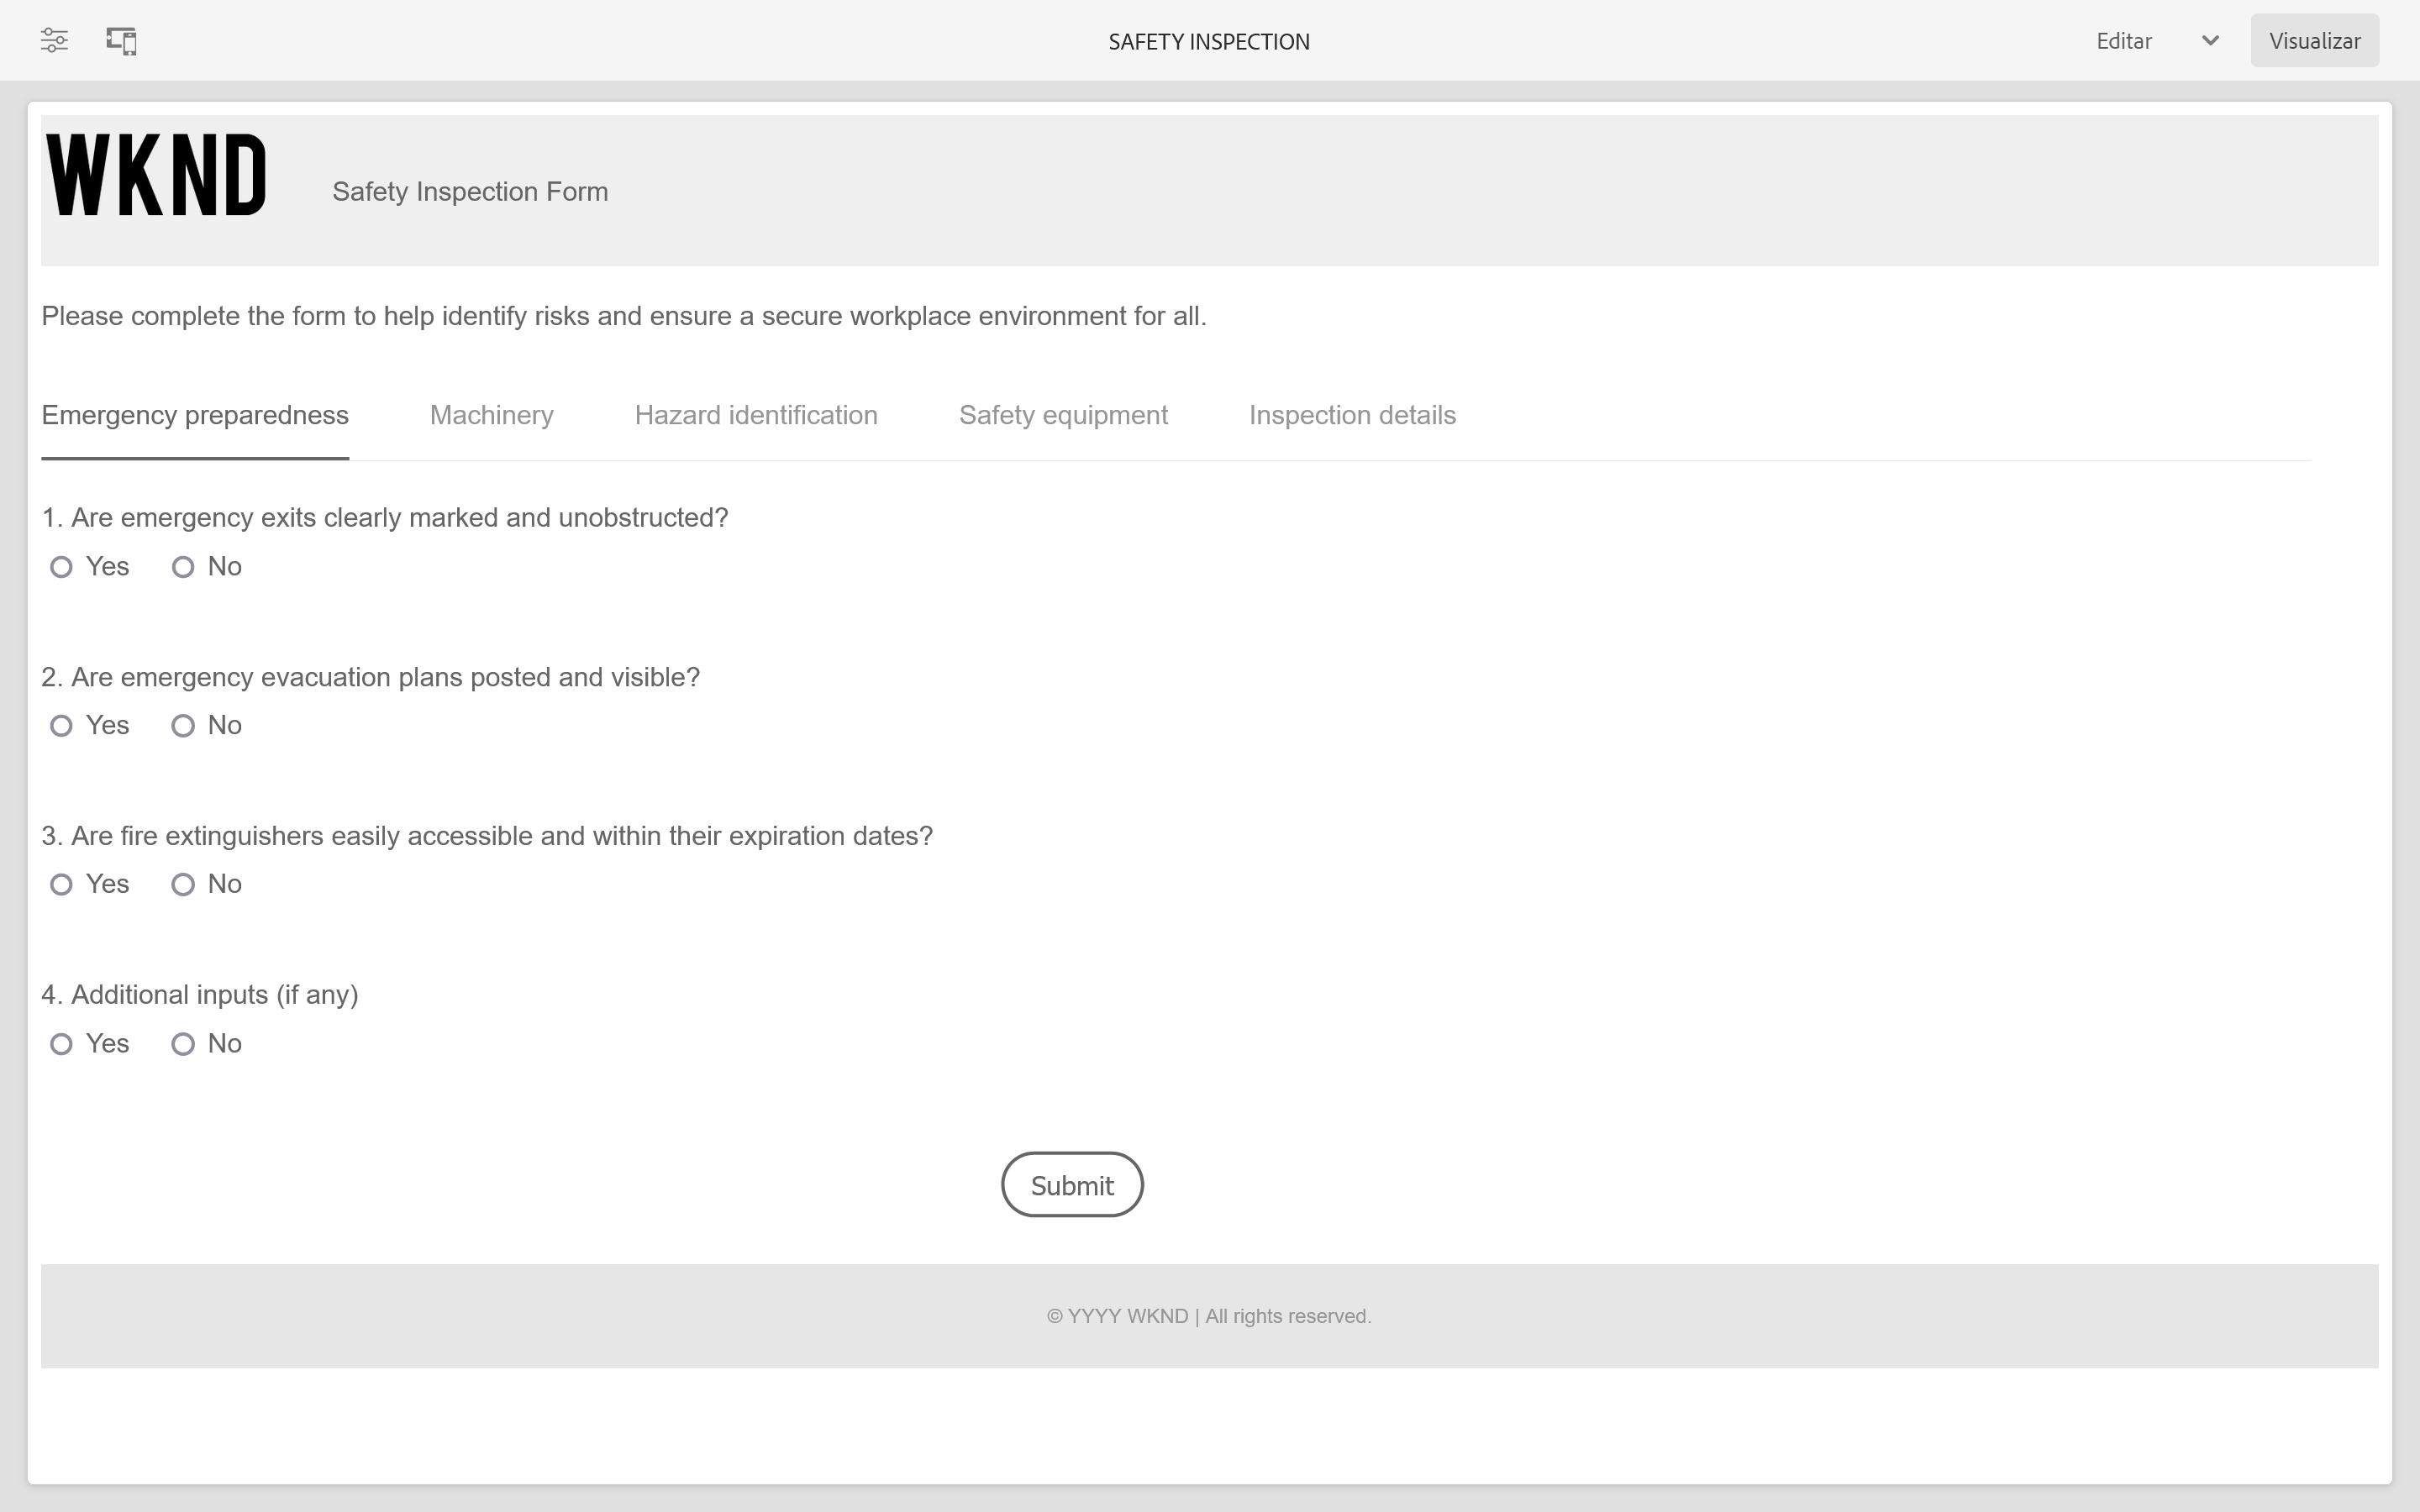 SAFETY INSPECTION
Editar
Visualizar
WKND
Safety Inspection Form
Please complete the form to help identify risks and ensure a secure workplace environment for all.
Emergency preparedness
Machinery
Hazard identification
Safety equipment
Inspection details
1. Are emergency exits clearly marked and unobstructed?
Yes No
2. Are emergency evacuation plans posted and visible?
Yes No
3. Are fire extinguishers easily accessible and within their expiration dates?
Yes No
4. Additional inputs (if any)
Yes No
Submit
© YYYY WKND | All rights reserved.